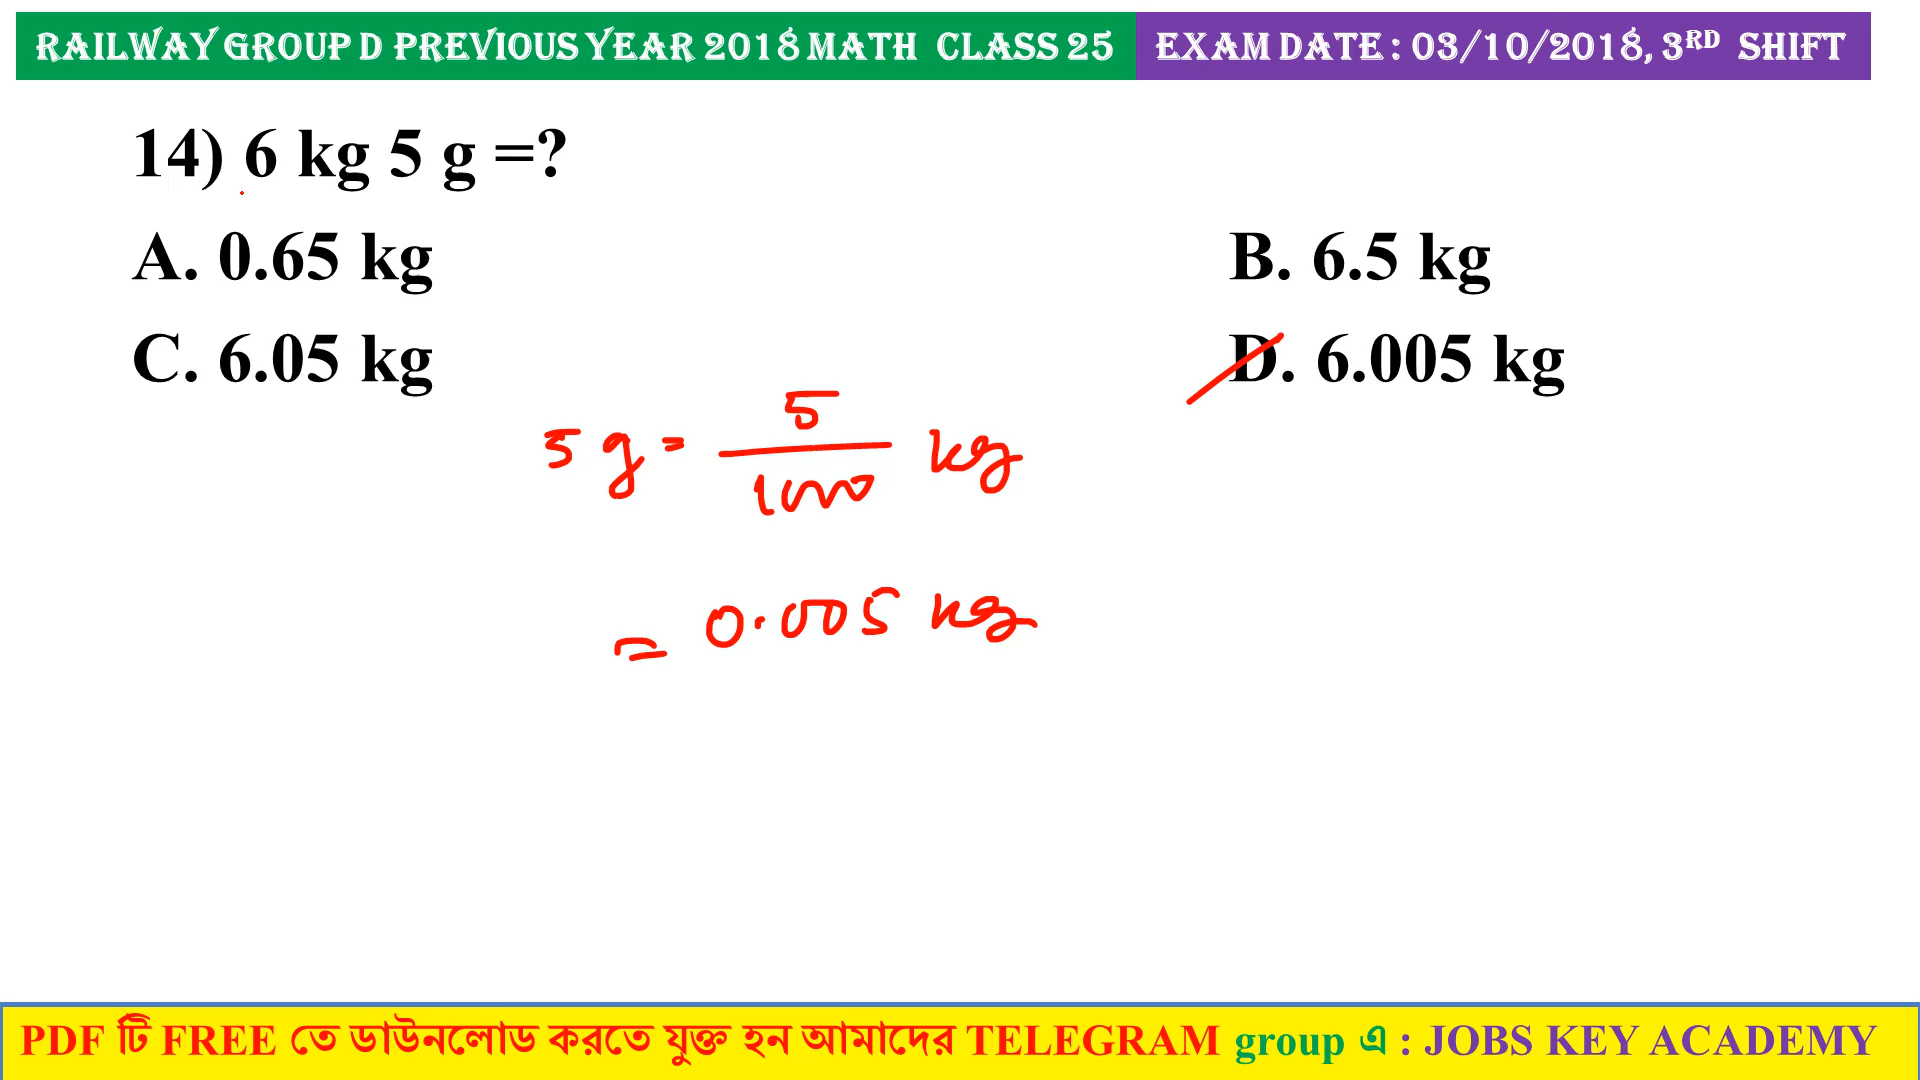 RAILWAY GROUP D PREVIOUS YEAR 2018 MATH CLASS 25 EXAM DATE : 03/10/2018, 3RD SHIFT
14) 6 kg 5 g =?
A. 0.65 kg B. 6.5 kg
C. 6.05 kg D. 6.005 kg
5 g = 5/1000 kg
= 0.005 kg
PDF টি FREE তে ডাউনলোড করতে যুক্ত হন আমাদের TELEGRAM group এ : JOBS KEY ACADEMY